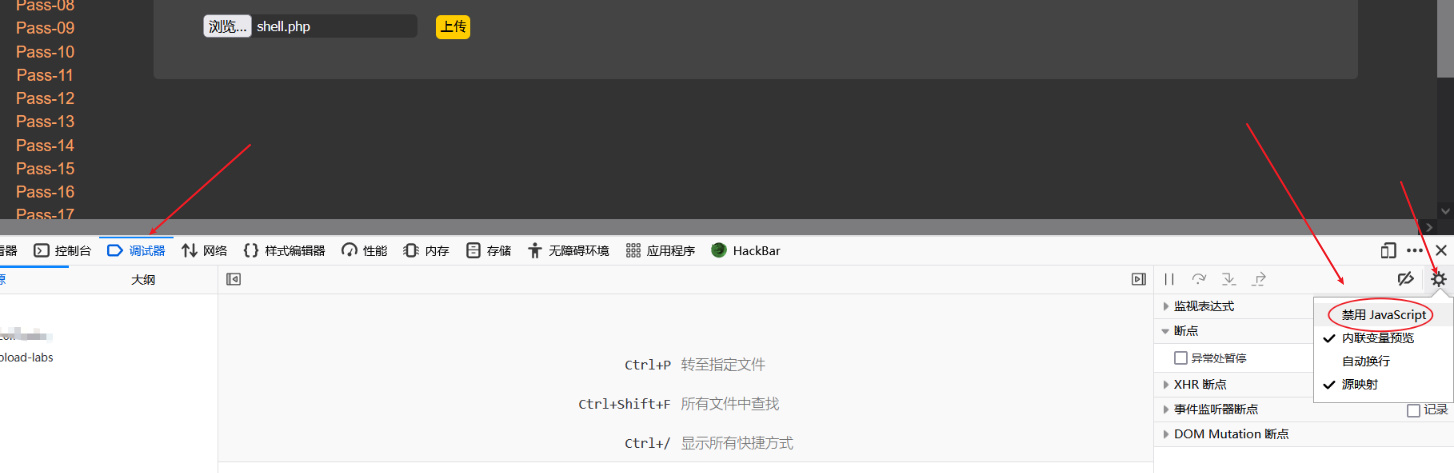 Pass-08
Pass-09
Pass-10
Pass-11
Pass-12
Pass-13
Pass-14
Pass-15
Pass-16
Pass-17
浏览... shell.php 上传
看器 控制台 调试器 网络 样式编辑器 性能 内存 存储 无障碍环境 应用程序 HackBar
源 大纲
pload-labs
Ctrl+P 转至指定文件
Ctrl+Shift+F 所有文件中查找
Ctrl+/ 显示所有快捷方式
监视表达式
断点
异常处暂停
XHR 断点
事件监听器断点 记录
DOM Mutation 断点
禁用 JavaScript
内联变量预览
自动换行
源映射